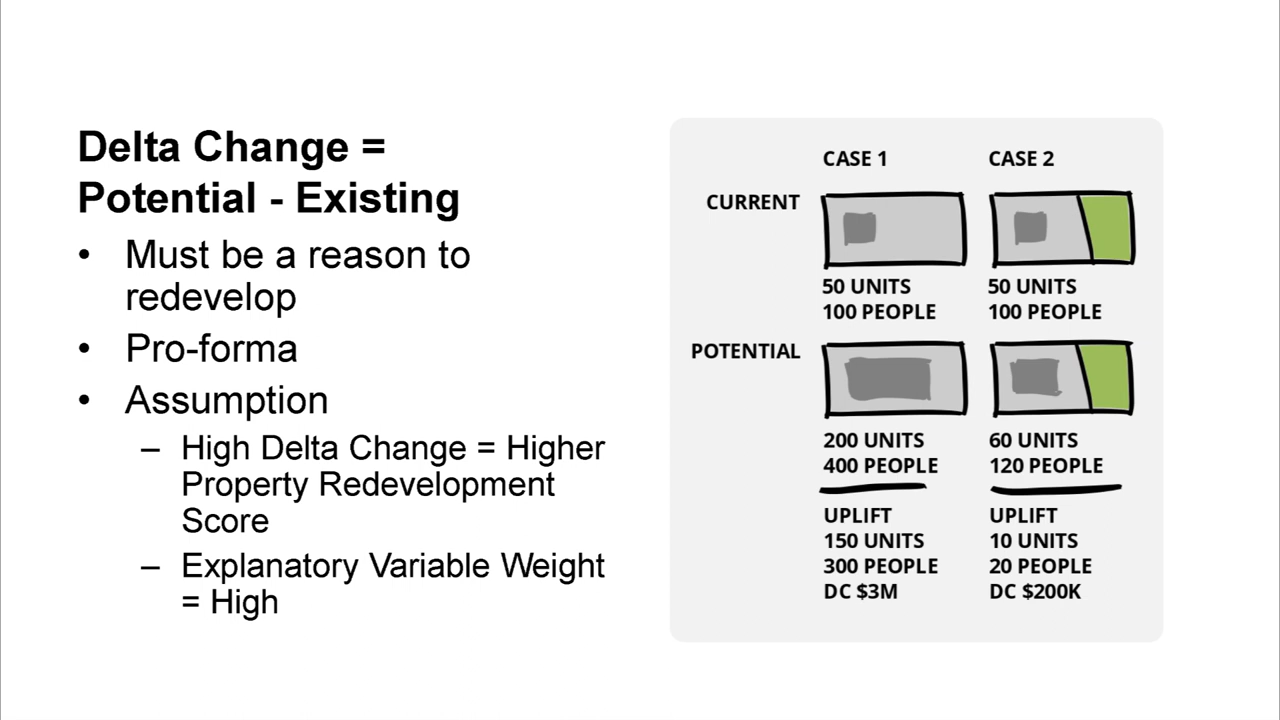 Delta Change =
Potential - Existing
• Must be a reason to
redevelop
• Pro-forma
• Assumption
– High Delta Change = Higher
Property Redevelopment
Score
– Explanatory Variable Weight
= High
CASE 1 CASE 2
CURRENT
50 UNITS 50 UNITS
100 PEOPLE 100 PEOPLE
POTENTIAL
200 UNITS 60 UNITS
400 PEOPLE 120 PEOPLE
UPLIFT UPLIFT
150 UNITS 10 UNITS
300 PEOPLE 20 PEOPLE
DC $3M DC $200K